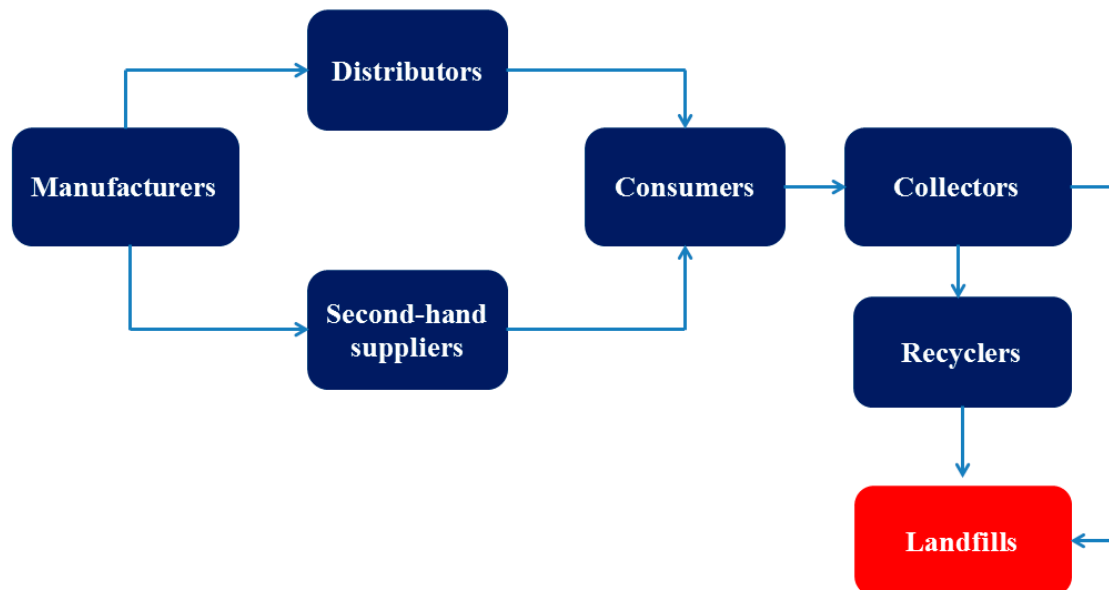 Distributors
Manufacturers
Consumers
Collectors
Second-hand
suppliers
Recyclers
Landfills